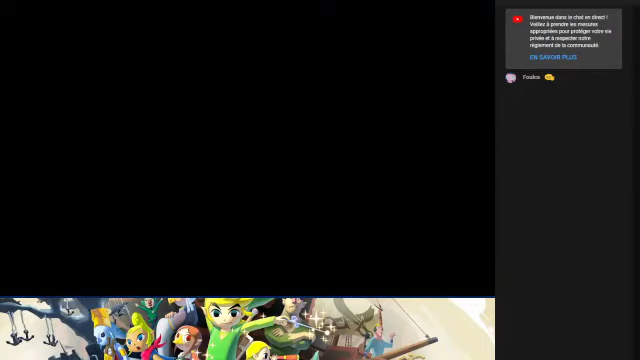 Bienvenue dans le chat en direct !
Veillez à prendre les mesures
appropriées pour protéger votre vie
privée et à respecter notre
règlement de la communauté.
EN SAVOIR PLUS
Foulox